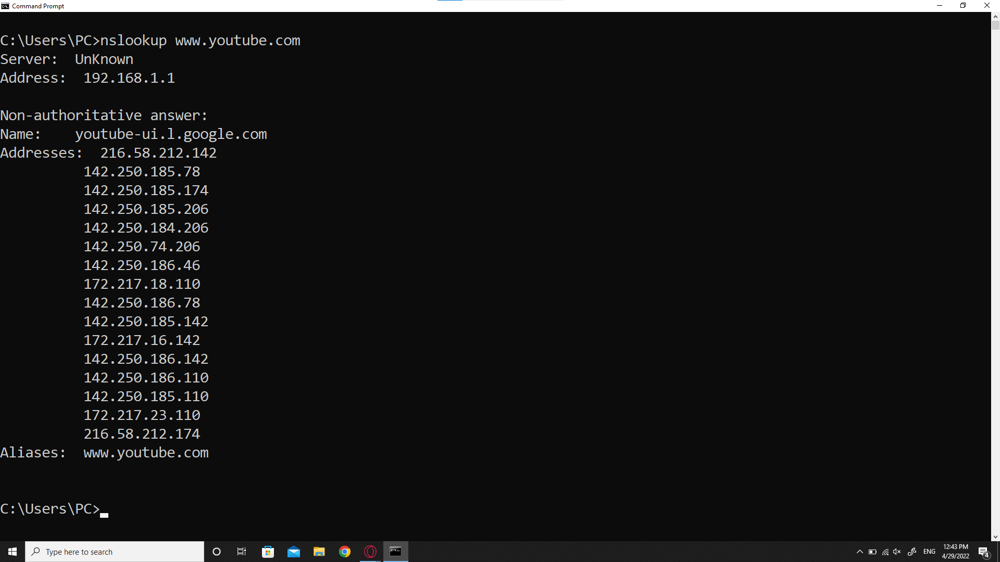 Command Prompt
C:\Users\PC>nslookup www.youtube.com
Server:  UnKnown
Address:  192.168.1.1
Non-authoritative answer:
Name:    youtube-ui.l.google.com
Addresses:  216.58.212.142
142.250.185.78
142.250.185.174
142.250.185.206
142.250.184.206
142.250.74.206
142.250.186.46
172.217.18.110
142.250.186.78
142.250.185.142
172.217.16.142
142.250.186.142
142.250.186.110
142.250.185.110
172.217.23.110
216.58.212.174
Aliases:  www.youtube.com
C:\Users\PC>
Type here to search
ENG
12:43 PM
4/29/2022
4